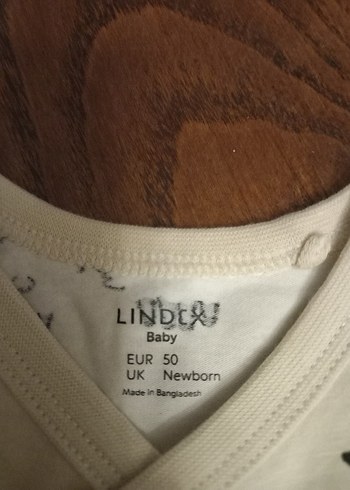 LINDEX
Baby
EUR 50
UK Newborn
Made in Bangladesh